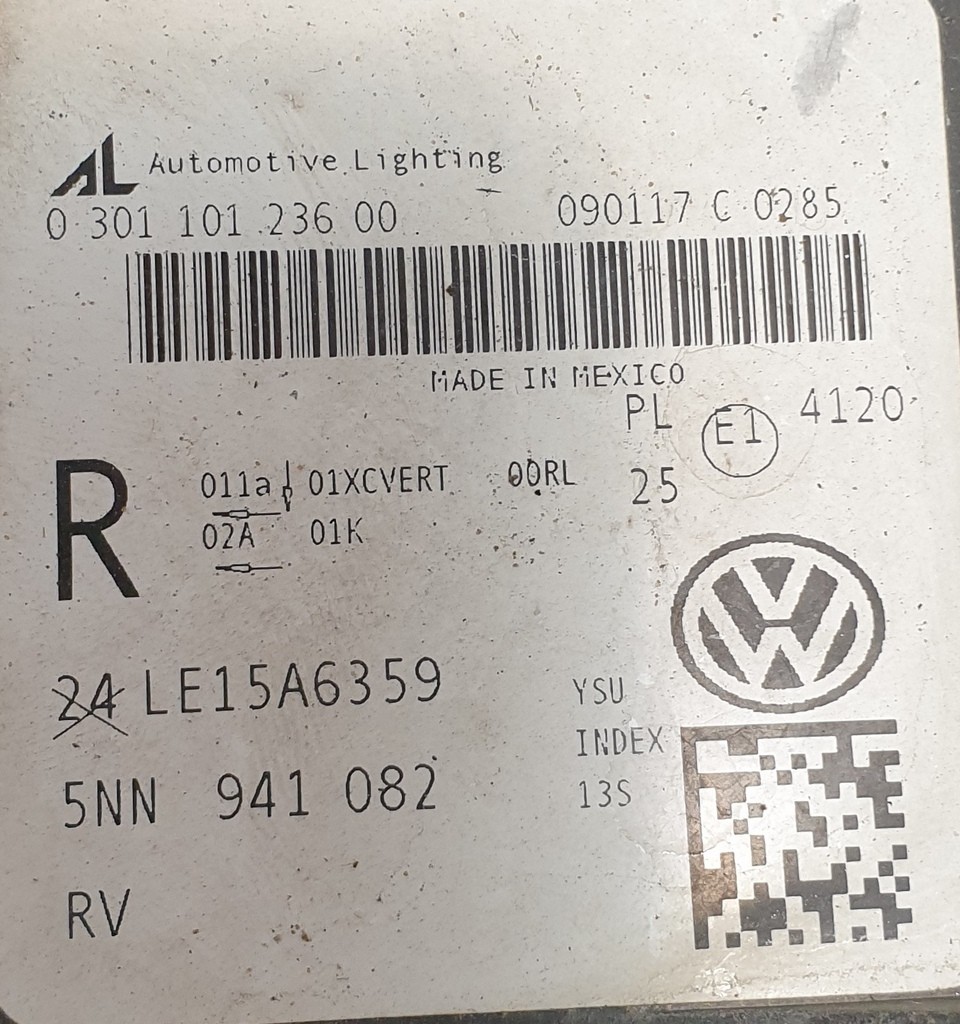 AL Automotive Lighting
0 301 101 236 00 090117 C 0285
MADE IN MEXICO
PL E1 4120
R 011a 01XCVERT 00RL 25
02A 01K
24 LE15A6359 YSU
INDEX
5NN 941 082 13S
RV